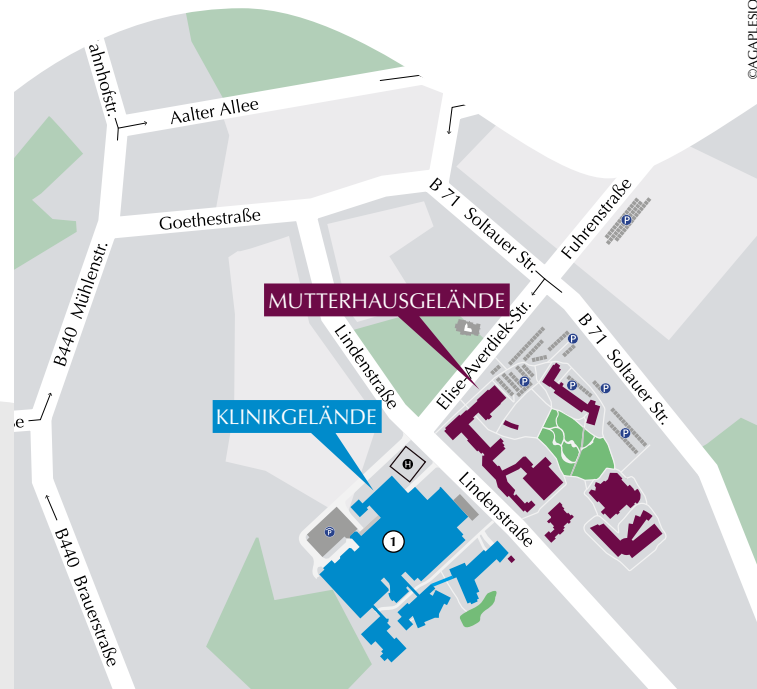 ©AGAPLESIO
ahnhofstr.
Aalter Allee
B 71 Soltauer Str.
Fuhrenstraße
Goethestraße
P
B440 Mühlenstr.
MUTTERHAUSGELÄNDE
Elise-Averdiek-Str.
B 71 Soltauer Str.
Lindenstraße
P
P
P
P
P
KLINIKGELÄNDE
e
H
Lindenstraße
P
1
B440 Brauerstraße